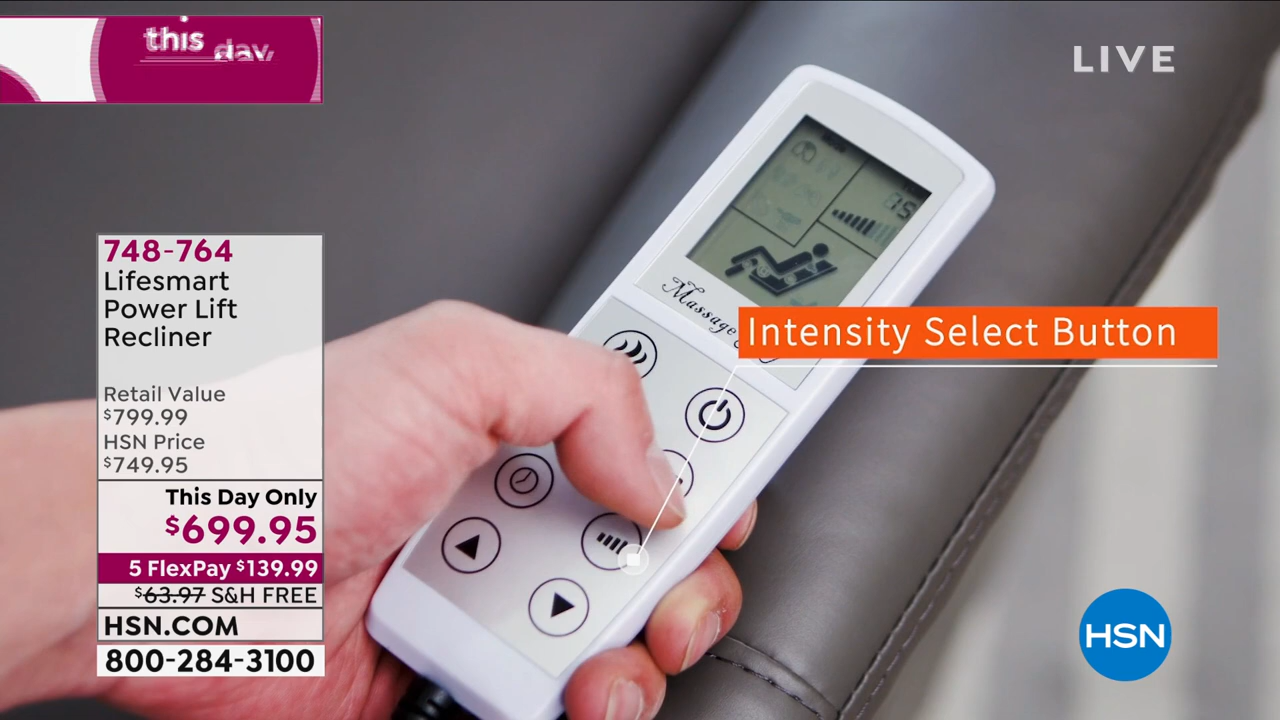 this day
LIVE
748-764
Lifesmart
Power Lift
Recliner
Retail Value
$799.99
HSN Price
$749.95
This Day Only
$699.95
5 FlexPay $139.99
$63.97 S&H FREE
HSN.COM
800-284-3100
15
Massage
Intensity Select Button
HSN